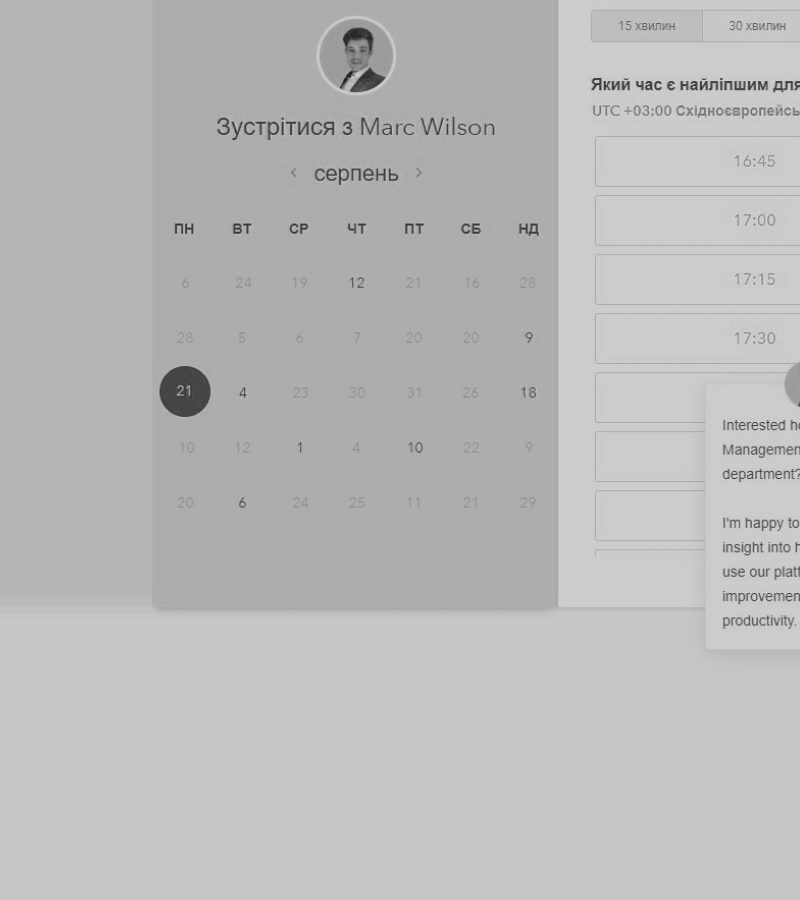 Зустрітися з Marc Wilson
серпень
ПН ВТ СР ЧТ ПТ СБ НД
6 24 19 12 21 16 28
28 5 6 7 20 20 9
21 4 23 30 31 26 18
10 12 1 4 10 22 9
20 6 24 25 11 21 29
15 хвилин 30 хвилин
Який час є найліпшим для
UTC +03:00 Східноєвропейсь
16:45
17:00
17:15
17:30
Interested ho
Managemen
department?
I'm happy to
insight into h
use our platf
improvemen
productivity.